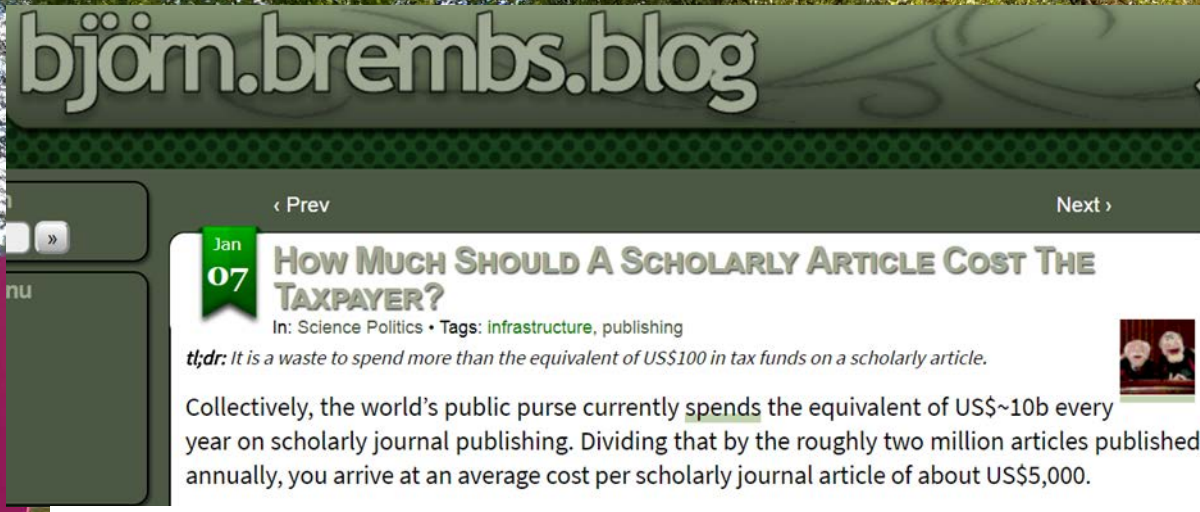 björn.brembs.blog
‹ Prev
Next ›
»
Jan
07
How Much Should A Scholarly Article Cost The
Taxpayer?
In: Science Politics • Tags: infrastructure, publishing
tl;dr: It is a waste to spend more than the equivalent of US$100 in tax funds on a scholarly article.
nu
Collectively, the world’s public purse currently spends the equivalent of US$~10b every
year on scholarly journal publishing. Dividing that by the roughly two million articles published
annually, you arrive at an average cost per scholarly journal article of about US$5,000.